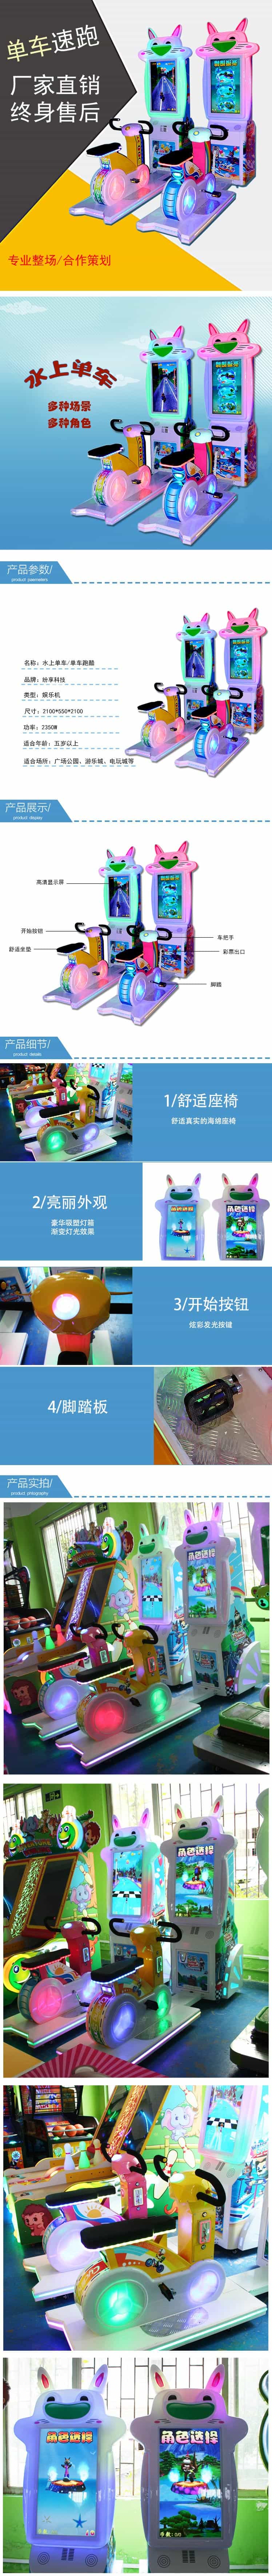 单车速跑
厂家直销
终身售后
专业整场/合作策划
水上单车
多种场景
多种角色
产品参数/
product parameters
名称：水上单车/单车跑酷
品牌：纷享科技
类型：娱乐机
尺寸：2100*550*2100
功率：2350W
适合年龄：五岁以上
适合场所：广场公园，游乐城，电玩城等
产品展示/
product display
高清显示屏
开始按钮
舒适坐垫
车把手
彩票出口
脚踏
产品细节/
product details
1/舒适座椅
舒适真实的海绵座椅
2/亮丽外观
豪华吸塑灯箱
渐变灯光效果
3/开始按钮
炫彩发光按键
4/脚踏板
产品实拍/
product photography
角色选择
角色选择
角色选择
角色选择